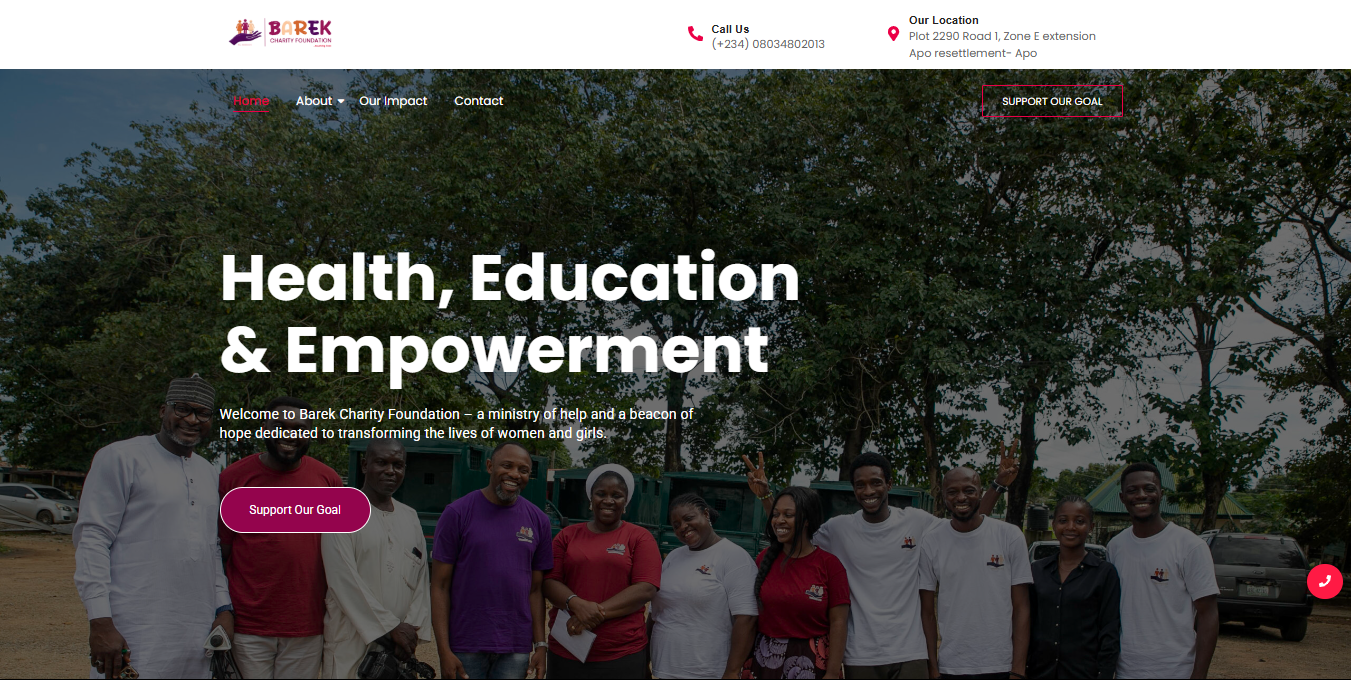 BAREK
CHARITY FOUNDATION
Call Us
(+234) 08034802013
Our Location
Plot 2290 Road 1, Zone E extension
Apo resettlement- Apo
Home
About
Our Impact
Contact
SUPPORT OUR GOAL
Health, Education
& Empowerment
Welcome to Barek Charity Foundation – a ministry of help and a beacon of
hope dedicated to transforming the lives of women and girls.
Support Our Goal